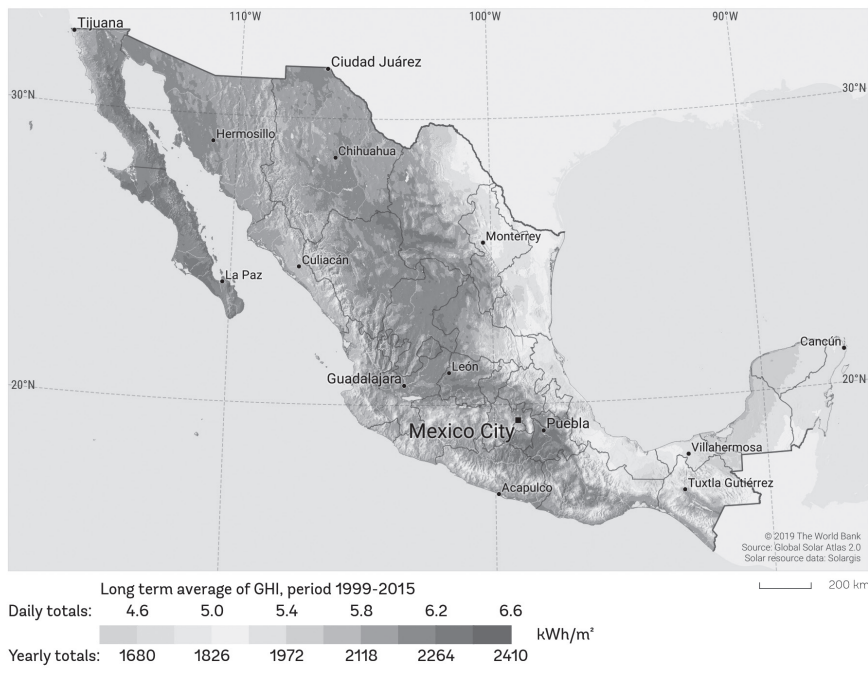 110°W 100°W 90°W
Tijuana
Ciudad Juárez
30°N 30°N
Hermosillo
Chihuahua
Monterrey
Culiacán
La Paz
Cancún
León
Guadalajara
20°N 20°N
Mexico City
Puebla
Villahermosa
Tuxtla Gutiérrez
Acapulco
© 2019 The World Bank
Source: Global Solar Atlas 2.0
Solar resource data: Solargis
200 km
Long term average of GHI, period 1999-2015
Daily totals: 4.6 5.0 5.4 5.8 6.2 6.6
kWh/m²
Yearly totals: 1680 1826 1972 2118 2264 2410